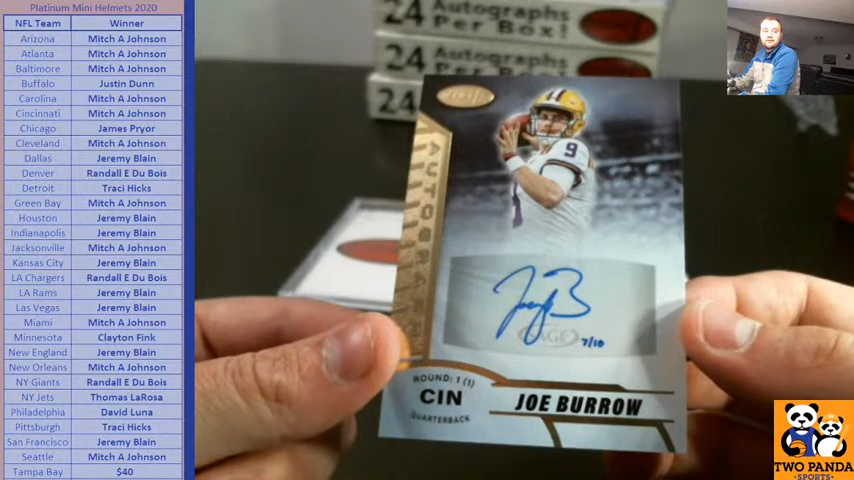 Platinum Mini Helmets 2020
NFL Team Winner
Arizona Mitch A Johnson
Atlanta Mitch A Johnson
Baltimore Mitch A Johnson
Buffalo Justin Dunn
Carolina Mitch A Johnson
Cincinnati Mitch A Johnson
Chicago James Pryor
Cleveland Mitch A Johnson
Dallas Jeremy Blain
Denver Randall E Du Bois
Detroit Traci Hicks
Green Bay Mitch A Johnson
Houston Jeremy Blain
Indianapolis Jeremy Blain
Jacksonville Mitch A Johnson
Kansas City Jeremy Blain
LA Chargers Randall E Du Bois
LA Rams Jeremy Blain
Las Vegas Jeremy Blain
Miami Mitch A Johnson
Minnesota Clayton Fink
New England Jeremy Blain
New Orleans Mitch A Johnson
NY Giants Randall E Du Bois
NY Jets Thomas LaRosa
Philadelphia David Luna
Pittsburgh Traci Hicks
San Francisco Jeremy Blain
Seattle Mitch A Johnson
Tampa Bay $40
24 Autographs
Per Box!
24 Autographs
Per Box!
24
AUTOGRAPH
9
SAGE
7/10
ROUND: 1 (1)
CIN
QUARTERBACK
JOE BURROW
TWO PANDA
•SPORTS•